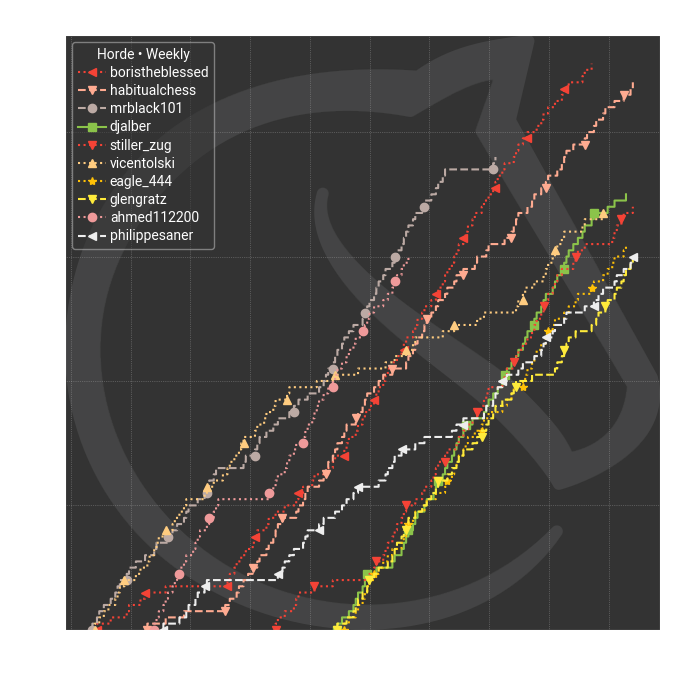 Horde • Weekly
boristheblessed
habitualchess
mrblack101
djalber
stiller_zug
vicentolski
eagle_444
glengratz
ahmed112200
philippesaner